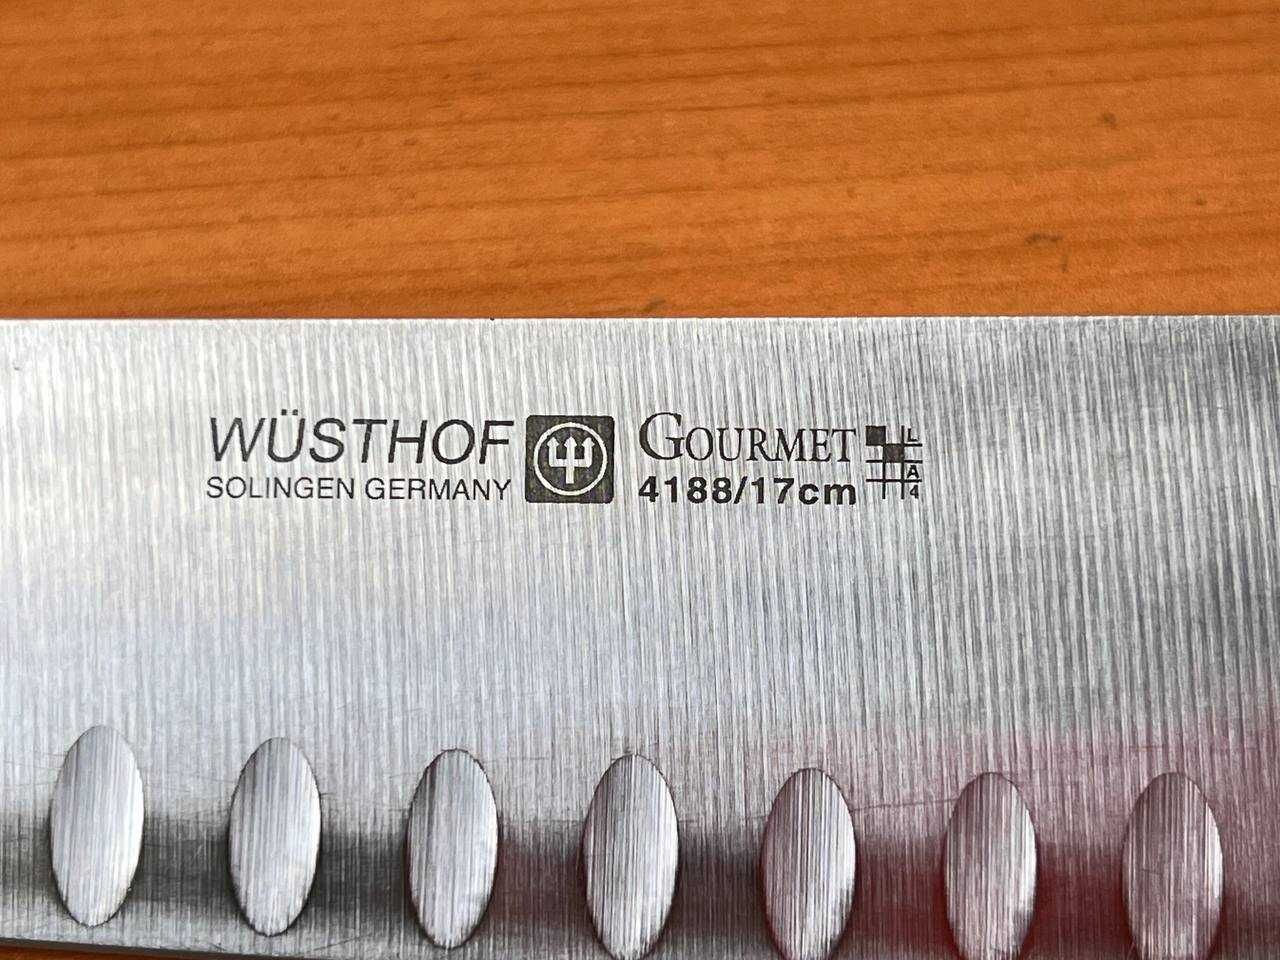 WÜSTHOF
SOLINGEN GERMANY
GOURMET
4188/17cm
L
A
4